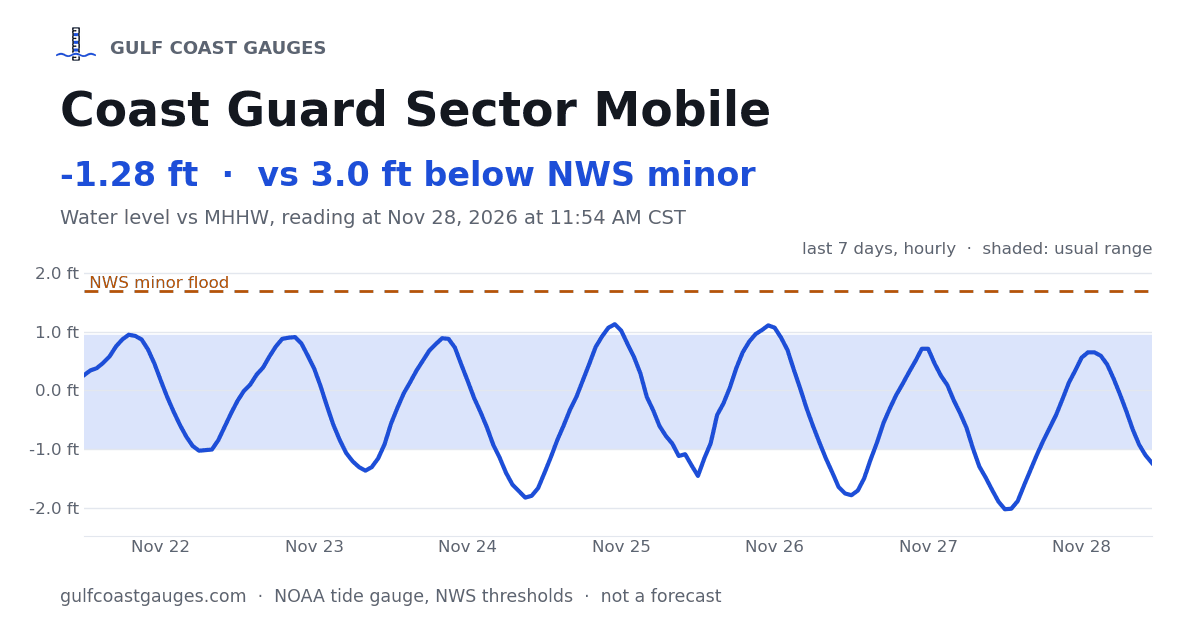 GULF COAST GAUGES
Coast Guard Sector Mobile
-1.28 ft · vs 3.0 ft below NWS minor
Water level vs MHHW, reading at Nov 28, 2026 at 11:54 AM CST
last 7 days, hourly · shaded: usual range
2.0 ft
NWS minor flood
1.0 ft
0.0 ft
-1.0 ft
-2.0 ft
Nov 22 Nov 23 Nov 24 Nov 25 Nov 26 Nov 27 Nov 28
gulfcoastgauges.com · NOAA tide gauge, NWS thresholds · not a forecast